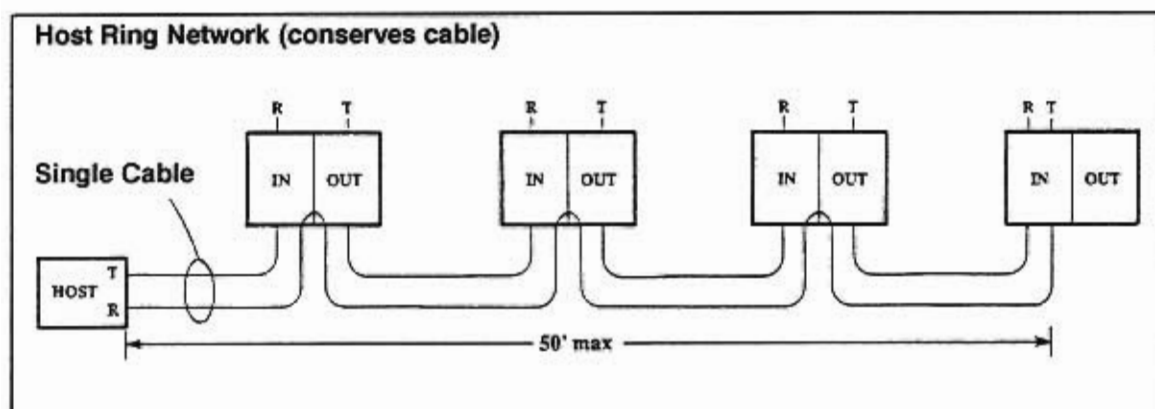 Host Ring Network (conserves cable)
R T R T R T R T
Single Cable
IN OUT IN OUT IN OUT IN OUT
HOST T
R
50' max